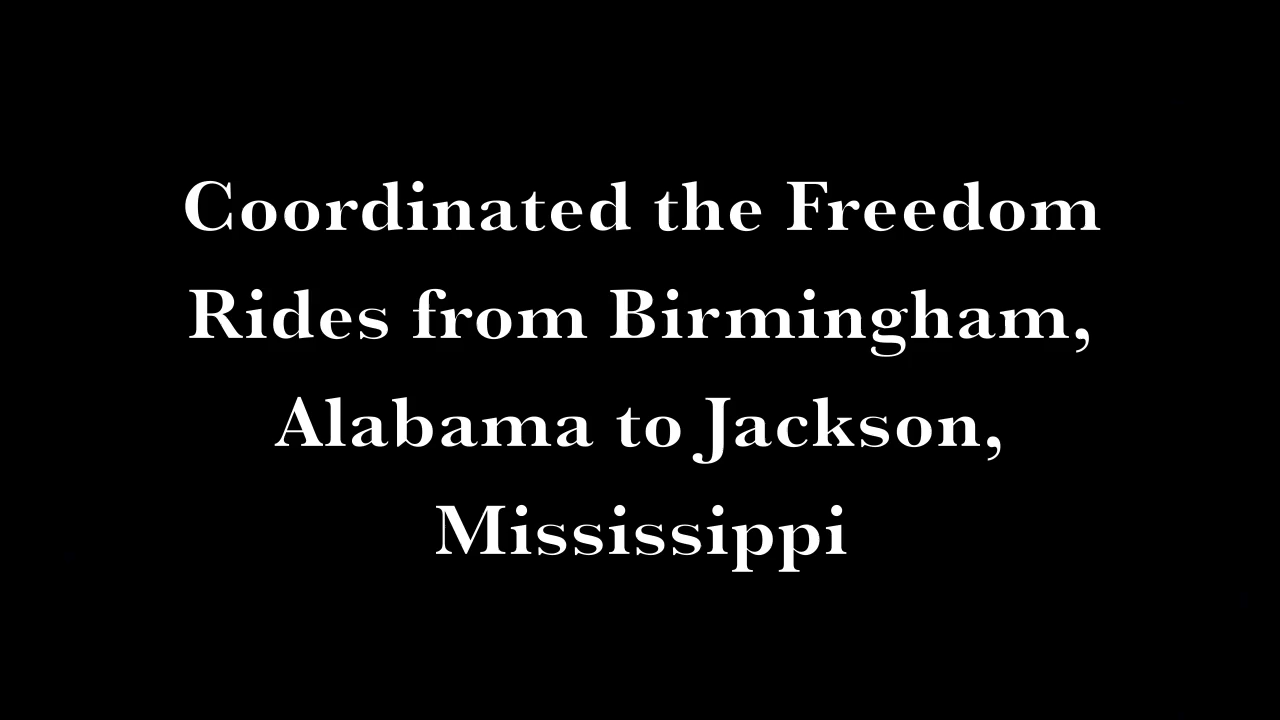 Coordinated the Freedom
Rides from Birmingham,
Alabama to Jackson,
Mississippi